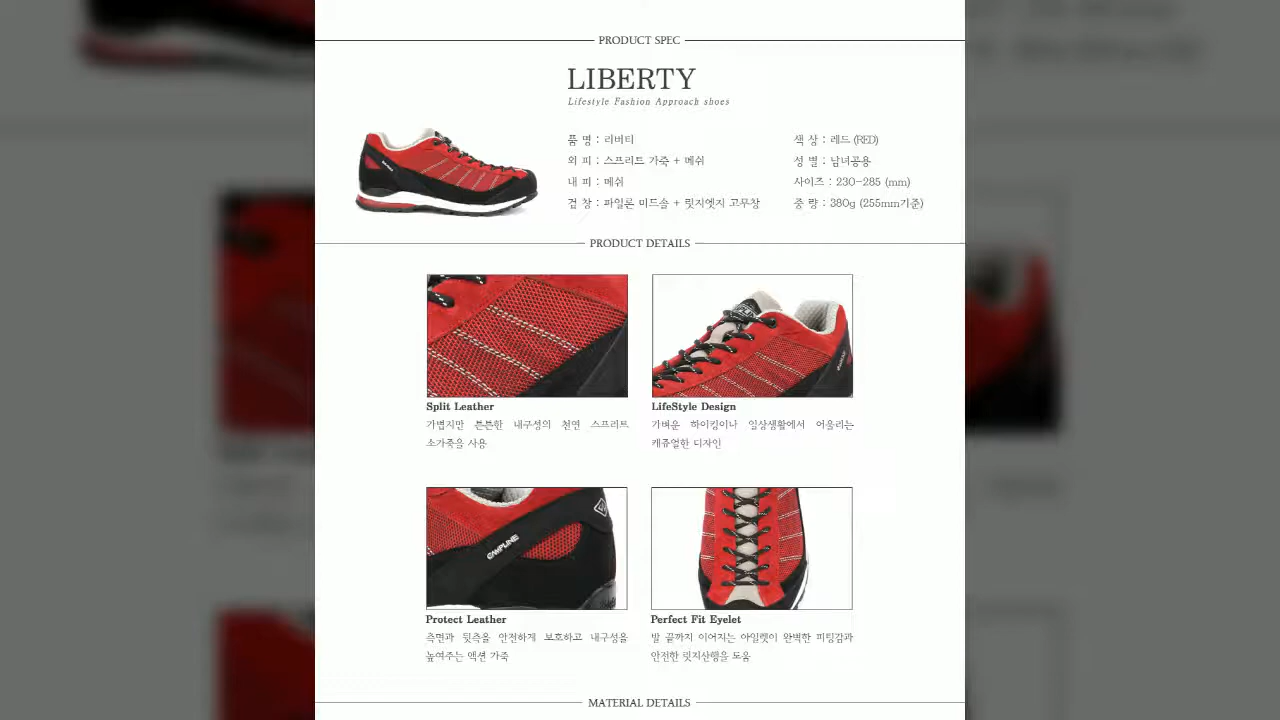 PRODUCT SPEC
LIBERTY
Lifestyle Fashion Approach shoes
품 명 : 리버티
색 상 : 레드 (RED)
외 피 : 스프리트 가죽 + 메쉬
성 별 : 남녀공용
내 피 : 메쉬
사이즈 : 230-285 (mm)
겉 창 : 파일론 미드솔 + 릿지엣지 고무창
중 량 : 380g (255mm기준)
PRODUCT DETAILS
Split Leather
가볍지만 튼튼한 내구성의 천연 스프리트
소가죽을 사용
LifeStyle Design
가벼운 하이킹이나 일상생활에서 어울리는
캐쥬얼한 디자인
CAMPLINE
Protect Leather
측면과 뒷축을 안전하게 보호하고 내구성을
높여주는 액션 가죽
Perfect Fit Eyelet
발 끝까지 이어지는 아일렛이 완벽한 피팅감과
안전한 릿지산행을 도움
MATERIAL DETAILS